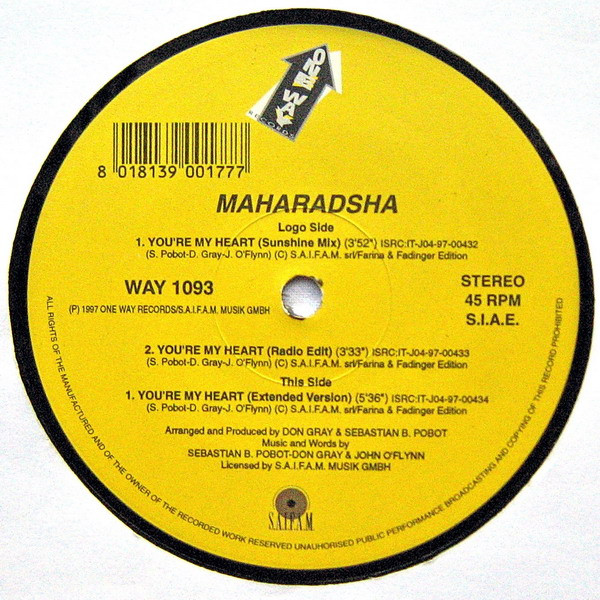 ONE WAY
RECORDS
8 018139 001777
MAHARADSHA
Logo Side
1. YOU'RE MY HEART (Sunshine Mix) (3'52") ISRC:IT-J04-97-00432
(S. Pobot-D. Gray-J. O'Flynn) (C) S.A.I.F.A.M. srl/Farina & Fadinger Edition
WAY 1093
(P) 1997 ONE WAY RECORDS/S.A.I.F.A.M. MUSIK GMBH
STEREO
45 RPM
S.I.A.E.
2. YOU'RE MY HEART (Radio Edit) (3'33") ISRC:IT-J04-97-00433
(S. Pobot-D. Gray-J. O'Flynn) (C) S.A.I.F.A.M. srl/Farina & Fadinger Edition
This Side
1. YOU'RE MY HEART (Extended Version) (5'36") ISRC:IT-J04-97-00434
(S. Pobot-D. Gray-J. O'Flynn) (C) S.A.I.F.A.M. srl/Farina & Fadinger Edition
Arranged and Produced by DON GRAY & SEBASTIAN B. POBOT
Music and Words by
SEBASTIAN B. POBOT-DON GRAY & JOHN O'FLYNN
Licensed by S.A.I.F.A.M. MUSIK GMBH
S.A.I.F.A.M.
ALL RIGHTS OF THE MANUFACTURED AND OF THE OWNER OF THE RECORDED WORK RESERVED UNAUHORISED PUBLIC PERFORMANCE BROADCASTING AND COPYING OF THIS RECORD PROHIBITED